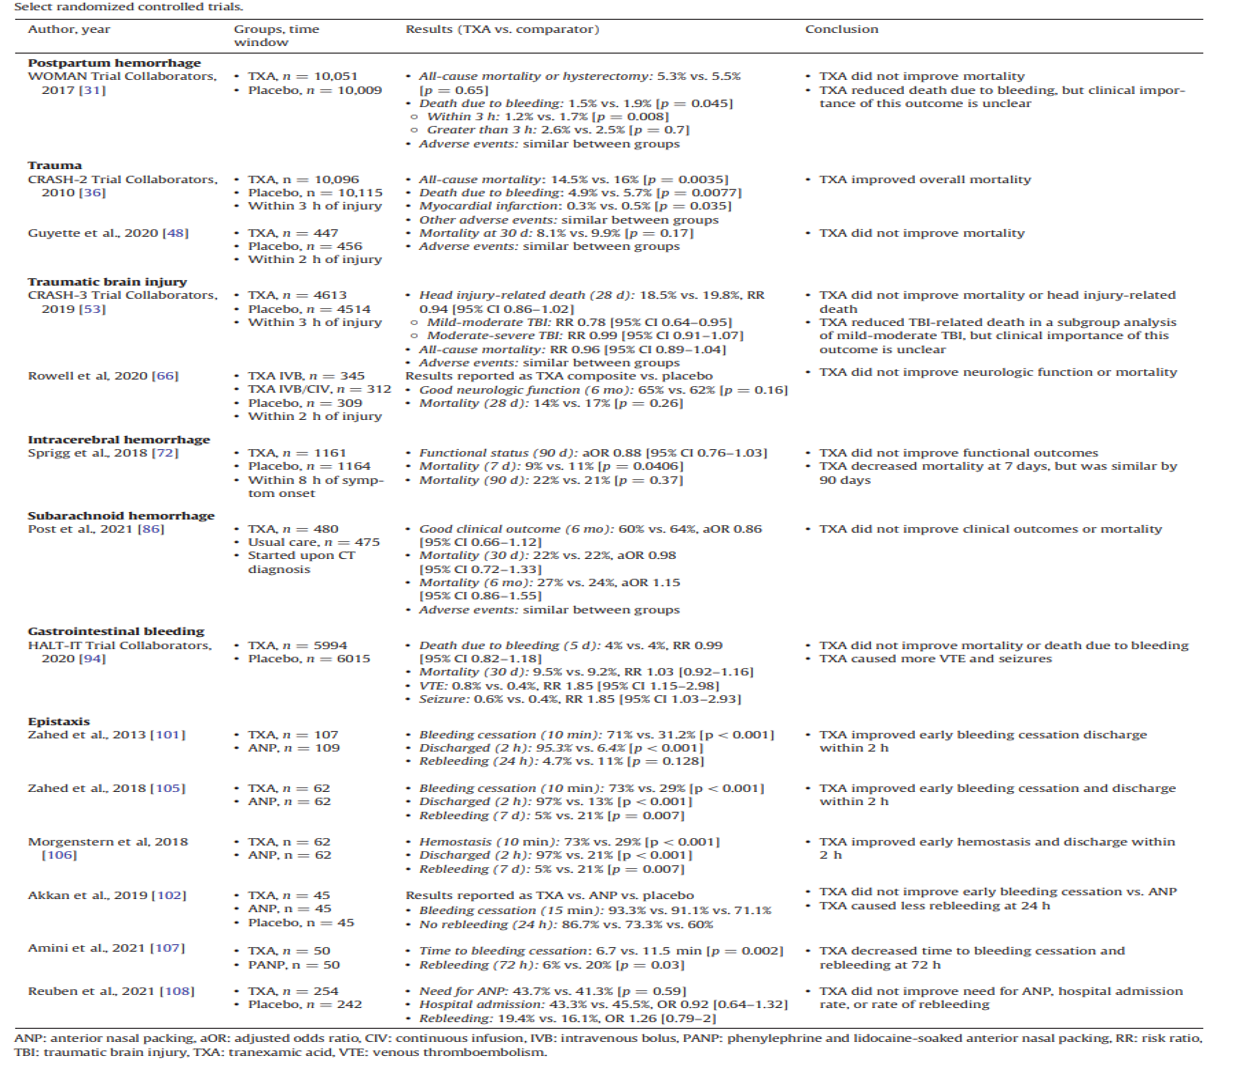 Select randomized controlled trials.
Author, year Groups, time window Results (TXA vs. comparator) Conclusion
Postpartum hemorrhage
WOMAN Trial Collaborators, 2017 [31]
• TXA, n = 10,051
• Placebo, n = 10,009
• All-cause mortality or hysterectomy: 5.3% vs. 5.5%
[p = 0.65]
• Death due to bleeding: 1.5% vs. 1.9% [p = 0.045]
○ Within 3 h: 1.2% vs. 1.7% [p = 0.008]
○ Greater than 3 h: 2.6% vs. 2.5% [p = 0.7]
• Adverse events: similar between groups
• TXA did not improve mortality
• TXA reduced death due to bleeding, but clinical impor-
tance of this outcome is unclear
Trauma
CRASH-2 Trial Collaborators,
2010 [36]
• TXA, n = 10,096
• Placebo, n = 10,115
• Within 3 h of injury
• All-cause mortality: 14.5% vs. 16% [p = 0.0035]
• Death due to bleeding: 4.9% vs. 5.7% [p = 0.0077]
• Myocardial infarction: 0.3% vs. 0.5% [p = 0.035]
• Other adverse events: similar between groups
• TXA improved overall mortality
Guyette et al., 2020 [48]
• TXA, n = 447
• Placebo, n = 456
• Within 2 h of injury
• Mortality at 30 d: 8.1% vs. 9.9% [p = 0.17]
• Adverse events: similar between groups
• TXA did not improve mortality
Traumatic brain injury
CRASH-3 Trial Collaborators,
2019 [53]
• TXA, n = 4613
• Placebo, n = 4514
• Within 3 h of injury
• Head injury-related death (28 d): 18.5% vs. 19.8%, RR
0.94 [95% CI 0.86–1.02]
○ Mild-moderate TBI: RR 0.78 [95% CI 0.64–0.95]
○ Moderate-severe TBI: RR 0.99 [95% CI 0.91–1.07]
• All-cause mortality: RR 0.96 [95% CI 0.89–1.04]
• Adverse events: similar between groups
• TXA did not improve mortality or head injury-related
death
• TXA reduced TBI-related death in a subgroup analysis
of mild-moderate TBI, but clinical importance of this
outcome is unclear
Rowell et al, 2020 [66]
• TXA IVB, n = 345
• TXA IVB/CIV, n = 312
• Placebo, n = 309
• Within 2 h of injury
Results reported as TXA composite vs. placebo
• Good neurologic function (6 mo): 65% vs. 62% [p = 0.16]
• Mortality (28 d): 14% vs. 17% [p = 0.26]
• TXA did not improve neurologic function or mortality
Intracerebral hemorrhage
Sprigg et al. 2018 [72]
• TXA, n = 1161
• Placebo, n = 1164
• Within 8 h of symp-
tom onset
• Functional status (90 d): aOR 0.88 [95% CI 0.76–1.03]
• Mortality (7 d): 9% vs. 11% [p = 0.0406]
• Mortality (90 d): 22% vs. 21% [p = 0.37]
• TXA did not improve functional outcomes
• TXA decreased mortality at 7 days, but was similar by
90 days
Subarachnoid hemorrhage
Post et al., 2021 [86]
• TXA, n = 480
• Usual care, n = 475
• Started upon CT
diagnosis
• Good clinical outcome (6 mo): 60% vs. 64%, aOR 0.86
[95% CI 0.66–1.12]
• Mortality (30 d): 22% vs. 22%, aOR 0.98
[95% CI 0.72–1.33]
• Mortality (6 mo): 27% vs. 24%, aOR 1.15
[95% CI 0.86–1.55]
• Adverse events: similar between groups
• TXA did not improve clinical outcomes or mortality
Gastrointestinal bleeding
HALT-IT Trial Collaborators,
2020 [94]
• TXA, n = 5994
• Placebo, n = 6015
• Death due to bleeding (5 d): 4% vs. 4%, RR 0.99
[95% CI 0.82–1.18]
• Mortality (30 d): 9.5% vs. 9.2%, RR 1.03 [0.92–1.16]
• VTE: 0.8% vs. 0.4%, RR 1.85 [95% CI 1.15–2.98]
• Seizure: 0.6% vs. 0.4%, RR 1.85 [95% CI 1.03–2.93]
• TXA did not improve mortality or death due to bleeding
• TXA caused more VTE and seizures
Epistaxis
Zahed et al., 2013 [101]
• TXA, n = 107
• ANP, n = 109
• Bleeding cessation (10 min): 71% vs. 31.2% [p < 0.001]
• Discharged (2 h): 95.3% vs. 6.4% [p < 0.001]
• Rebleeding (24 h): 4.7% vs. 11% [p = 0.128]
• TXA improved early bleeding cessation discharge
within 2 h
Zahed et al., 2018 [105]
• TXA, n = 62
• ANP, n = 62
• Bleeding cessation (10 min): 73% vs. 29% [p < 0.001]
• Discharged (2 h): 97% vs. 13% [p < 0.001]
• Rebleeding (7 d): 5% vs. 21% [p = 0.007]
• TXA improved early bleeding cessation and discharge
within 2 h
Morgenstern et al, 2018
[106]
• TXA, n = 62
• ANP, n = 62
• Hemostasis (10 min): 73% vs. 29% [p < 0.001]
• Discharged (2 h): 97% vs. 21% [p < 0.001]
• Rebleeding (7 d): 5% vs. 21% [p = 0.007]
• TXA improved early hemostasis and discharge within
2 h
Akkan et al., 2019 [102]
• TXA, n = 45
• ANP, n = 45
• Placebo, n = 45
Results reported as TXA vs. ANP vs. placebo
• Bleeding cessation (15 min): 93.3% vs. 91.1% vs. 71.1%
• No rebleeding (24 h): 86.7% vs. 73.3% vs. 60%
• TXA did not improve early bleeding cessation vs. ANP
• TXA caused less rebleeding at 24 h
Amini et al., 2021 [107]
• TXA, n = 50
• PANP, n = 50
• Time to bleeding cessation: 6.7 vs. 11.5 min [p = 0.002]
• Rebleeding (72 h): 6% vs. 20% [p = 0.03]
• TXA decreased time to bleeding cessation and
rebleeding at 72 h
Reuben et al., 2021 [108]
• TXA, n = 254
• Placebo, n = 242
• Need for ANP: 43.7% vs. 41.3% [p = 0.59]
• Hospital admission: 43.3% vs. 45.5%, OR 0.92 [0.64–1.32]
• Rebleeding: 19.4% vs. 16.1%, OR 1.26 [0.79–2]
• TXA did not improve need for ANP, hospital admission
rate, or rate of rebleeding
ANP: anterior nasal packing, aOR: adjusted odds ratio, CIV: continuous infusion, IVB: intravenous bolus, PANP: phenylephrine and lidocaine-soaked anterior nasal packing, RR: risk ratio,
TBI: traumatic brain injury, TXA: tranexamic acid, VTE: venous thromboembolism.